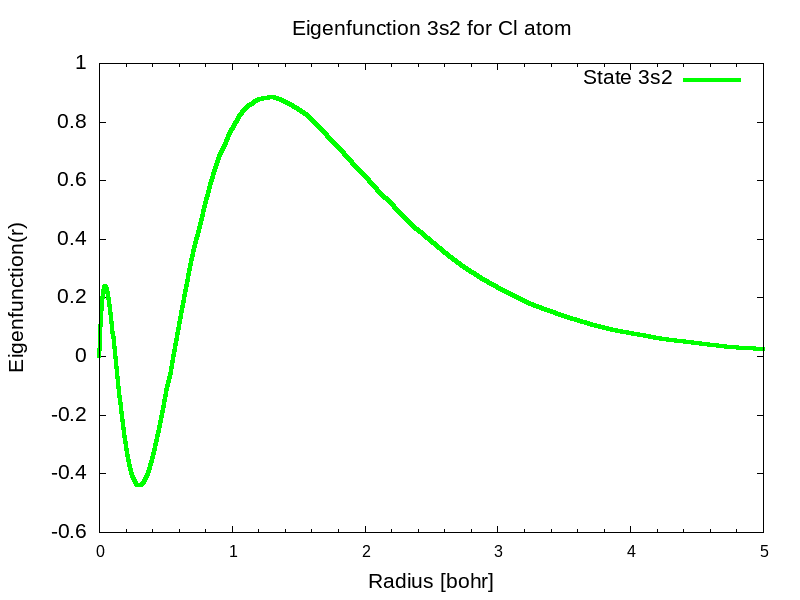 Eigenfunction 3s2 for Cl atom
State 3s2
1
0.8
0.6
0.4
0.2
0
-0.2
-0.4
-0.6
Eigenfunction(r)
0 1 2 3 4 5
Radius [bohr]